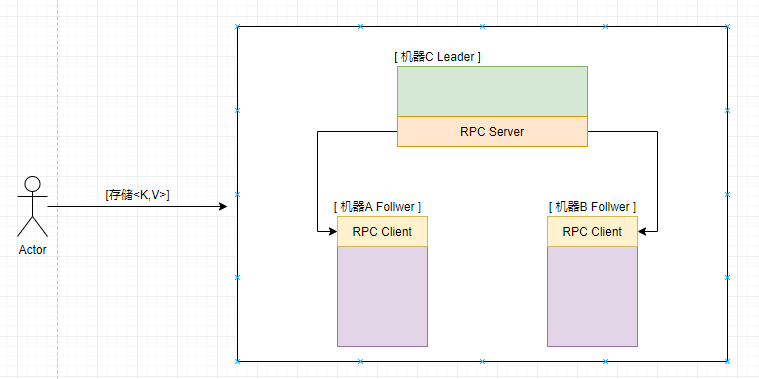 [ 机器C Leader ]
RPC Server
[存储<K,V>]
[ 机器A Follwer ]
[ 机器B Follwer ]
RPC Client
RPC Client
Actor